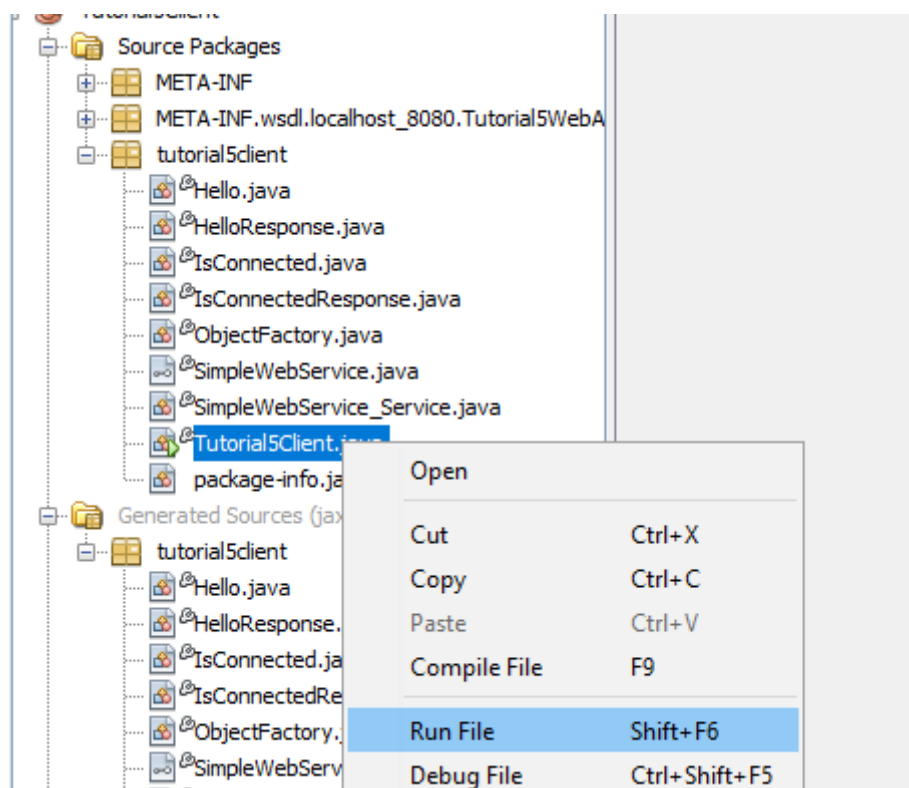 Tutorial5Client
Source Packages
META-INF
META-INF.wsdl.localhost_8080.Tutorial5WebA
tutorial5client
Hello.java
HelloResponse.java
IsConnected.java
IsConnectedResponse.java
ObjectFactory.java
SimpleWebService.java
SimpleWebService_Service.java
Tutorial5Client.java
package-info.ja
Generated Sources (jax
tutorial5client
Hello.java
HelloResponse.
IsConnected.ja
IsConnectedRe
ObjectFactory.j
SimpleWebServ
Open
Cut Ctrl+X
Copy Ctrl+C
Paste Ctrl+V
Compile File F9
Run File Shift+F6
Debug File Ctrl+Shift+F5